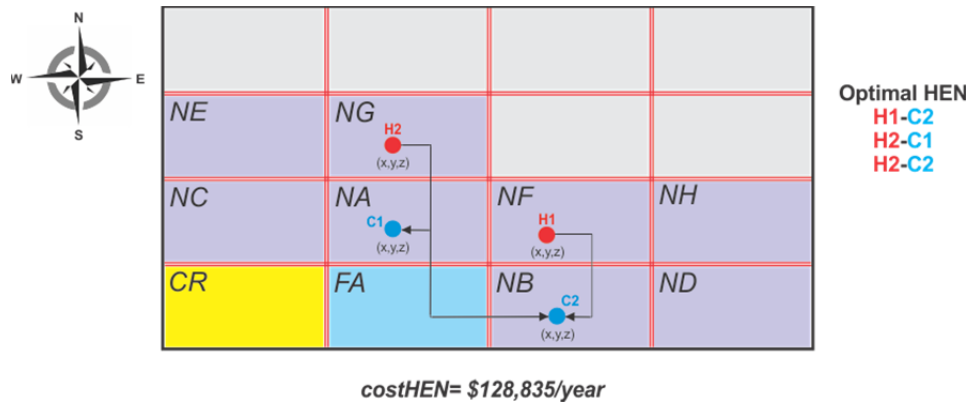 N
W E
S
Optimal HEN
H1-C2
H2-C1
H2-C2
NE NG
H2
(x,y,z)
NC NA NF NH
C1
(x,y,z)
H1
(x,y,z)
CR FA NB ND
C2
(x,y,z)
costHEN= $128,835/year